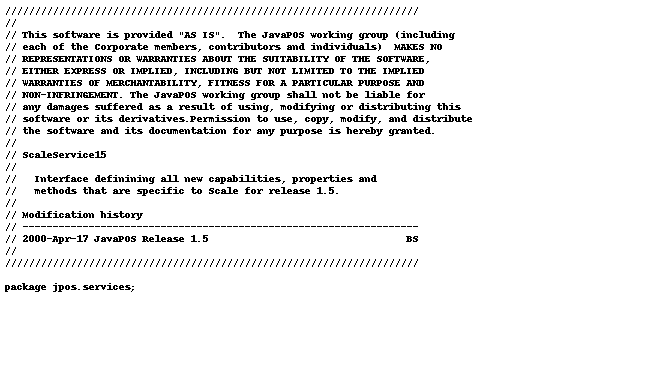 //////////////////////////////////////////////////////////////////////
//
// This software is provided "AS IS".  The JavaPOS working group (including
// each of the Corporate members, contributors and individuals)  MAKES NO
// REPRESENTATIONS OR WARRANTIES ABOUT THE SUITABILITY OF THE SOFTWARE,
// EITHER EXPRESS OR IMPLIED, INCLUDING BUT NOT LIMITED TO THE IMPLIED
// WARRANTIES OF MERCHANTABILITY, FITNESS FOR A PARTICULAR PURPOSE AND
// NON-INFRINGEMENT. The JavaPOS working group shall not be liable for
// any damages suffered as a result of using, modifying or distributing this
// software or its derivatives.Permission to use, copy, modify, and distribute
// the software and its documentation for any purpose is hereby granted.
//
// ScaleService15
//
//   Interface definining all new capabilities, properties and
//   methods that are specific to Scale for release 1.5.
//
// Modification history
// ------------------------------------------------------------------
// 2000-Apr-17 JavaPOS Release 1.5                                 BS
//
//////////////////////////////////////////////////////////////////////
package jpos.services;